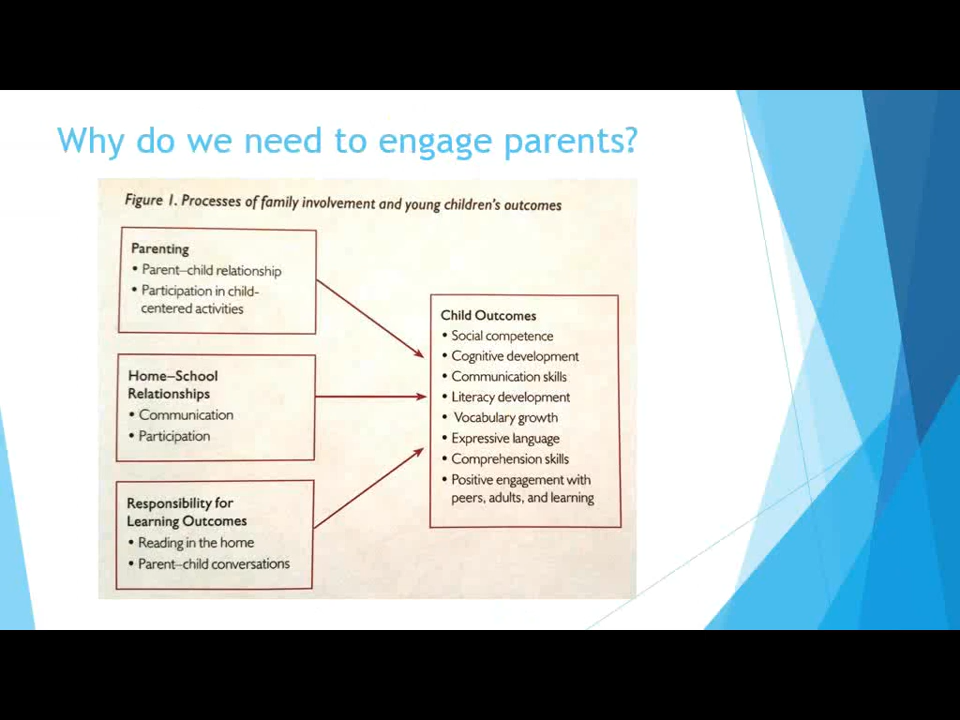 Why do we need to engage parents?
Figure 1. Processes of family involvement and young children's outcomes
Parenting
• Parent–child relationship
• Participation in child-
centered activities
Home–School
Relationships
• Communication
• Participation
Responsibility for
Learning Outcomes
• Reading in the home
• Parent–child conversations
Child Outcomes
• Social competence
• Cognitive development
• Communication skills
• Literacy development
• Vocabulary growth
• Expressive language
• Comprehension skills
• Positive engagement with
peers, adults, and learning